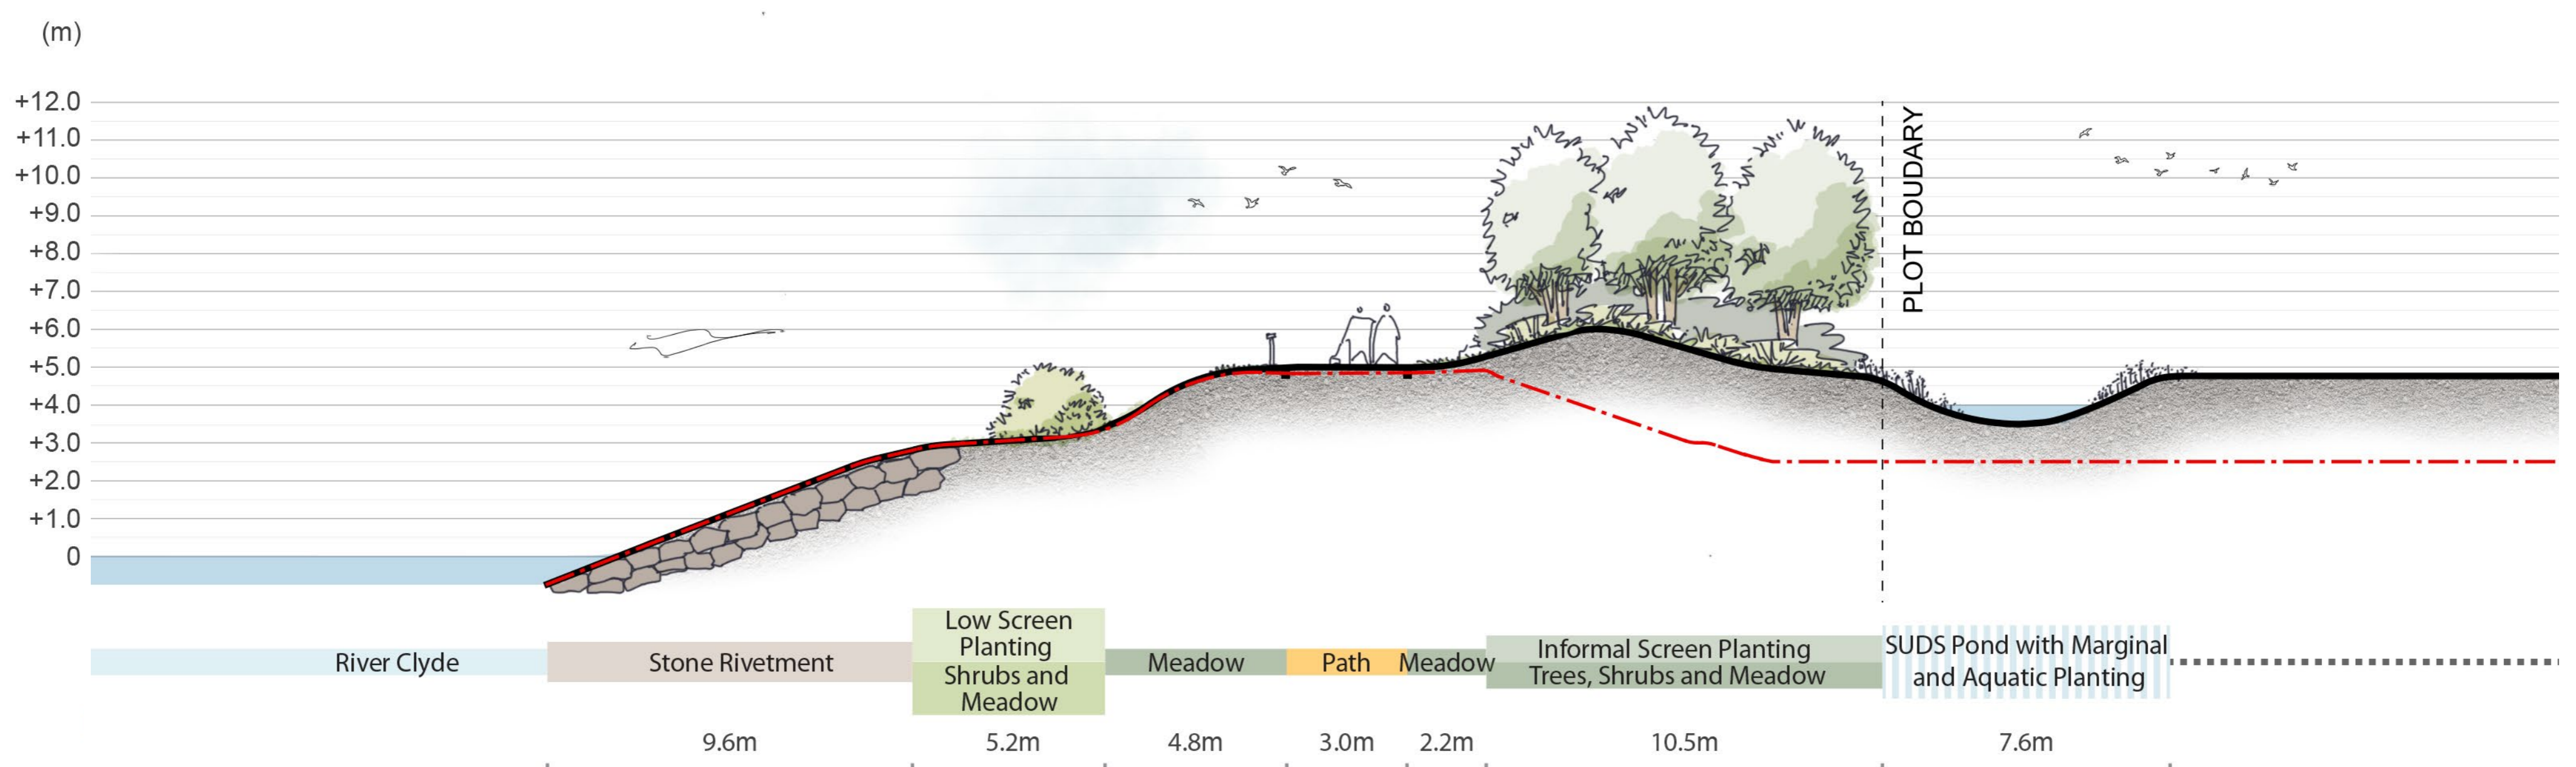 (m)
+12.0
+11.0
+10.0
+9.0
+8.0
+7.0
+6.0
+5.0
+4.0
+3.0
+2.0
+1.0
0
PLOT BOUDARY
River Clyde
Stone Rivetment
Low Screen
Planting
Shrubs and
Meadow
Meadow
Path
Meadow
Informal Screen Planting
Trees, Shrubs and Meadow
SUDS Pond with Marginal
and Aquatic Planting
9.6m
5.2m
4.8m
3.0m
2.2m
10.5m
7.6m